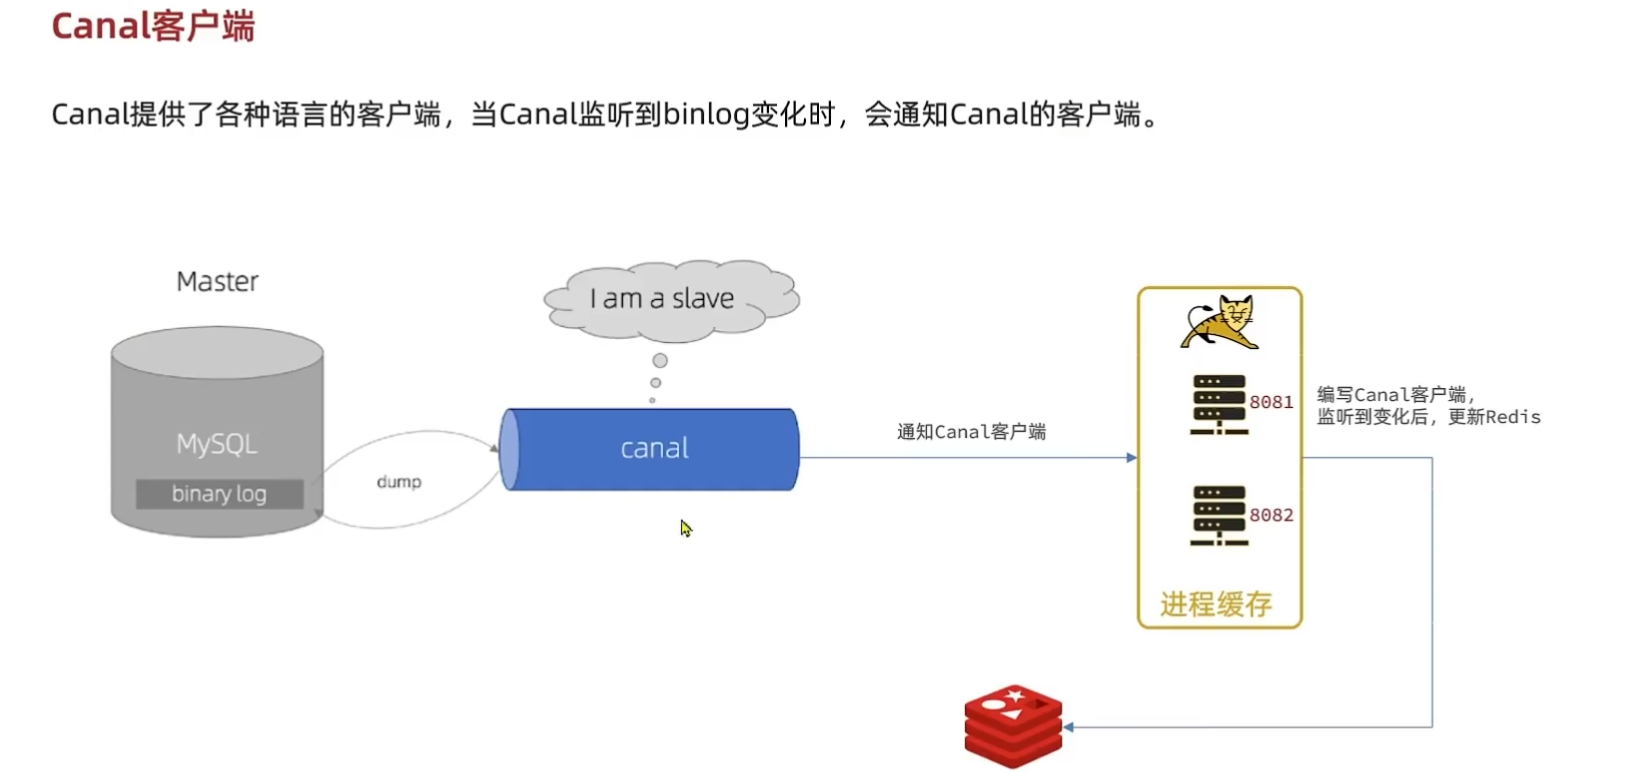 Canal客户端
Canal提供了各种语言的客户端，当Canal监听到binlog变化时，会通知Canal的客户端。
Master
I am a slave
MySQL
binary log
dump
canal
通知Canal客户端
8081
8082
进程缓存
编写Canal客户端，
监听到变化后，更新Redis